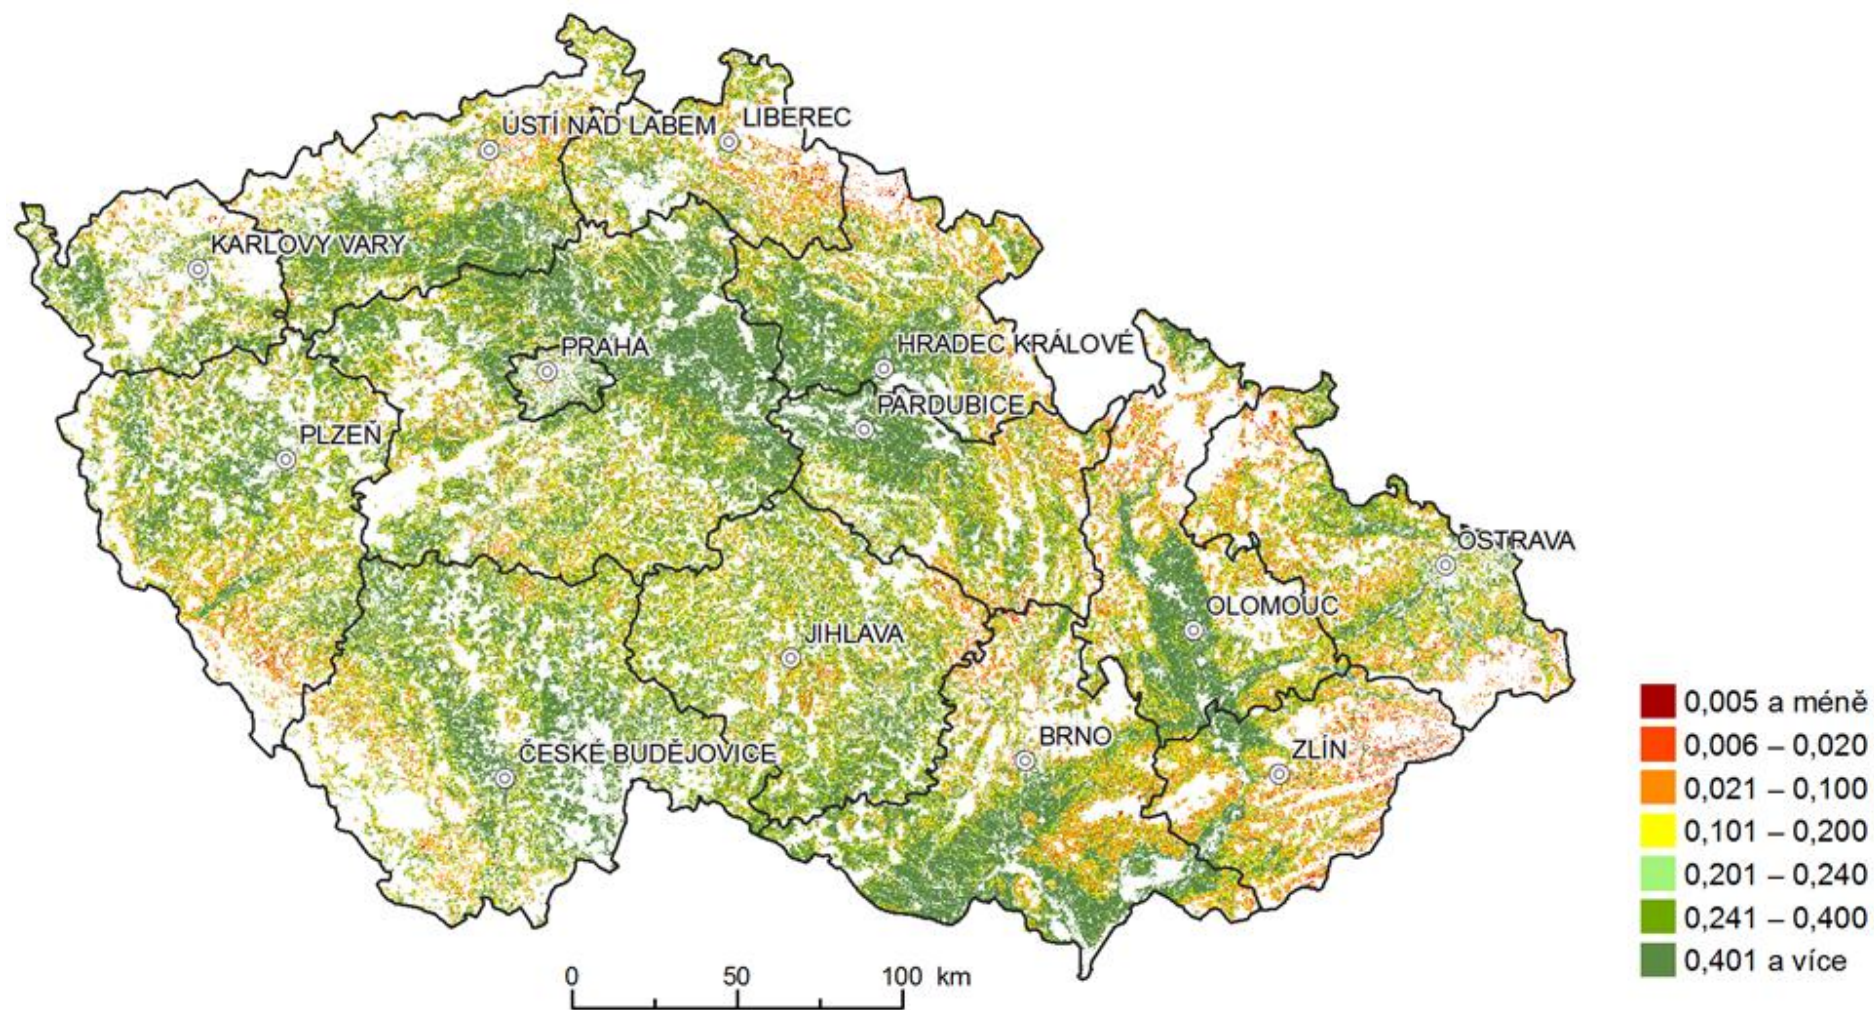 ÚSTÍ NAD LABEM
LIBEREC
KARLOVY VARY
PRAHA
HRADEC KRÁLOVÉ
PARDUBICE
PLZEŇ
OSTRAVA
OLOMOUC
JIHLAVA
BRNO
ZLÍN
ČESKÉ BUDĚJOVICE
0,005 a méně
0,006 – 0,020
0,021 – 0,100
0,101 – 0,200
0,201 – 0,240
0,241 – 0,400
0,401 a více
0 50 100 km